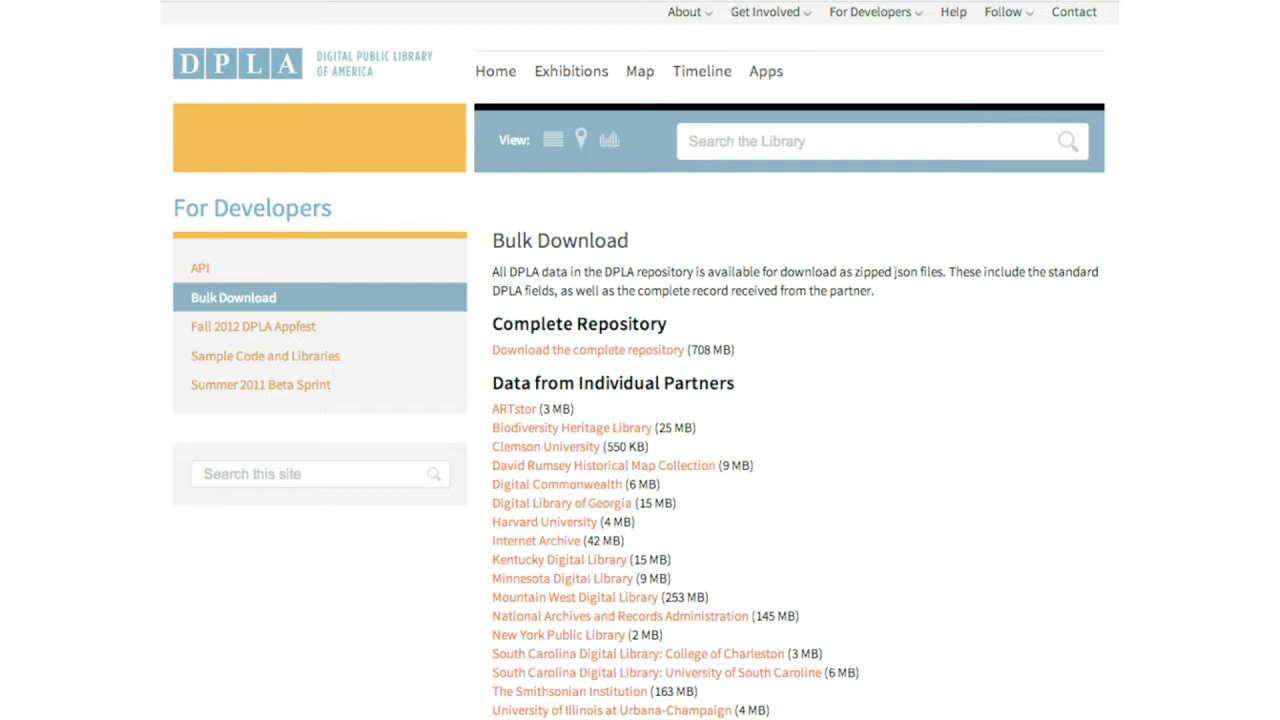 About Get Involved For Developers Help Follow Contact
DPLA DIGITAL PUBLIC LIBRARY
OF AMERICA
Home Exhibitions Map Timeline Apps
View: Search the Library
For Developers
API
Bulk Download
Fall 2012 DPLA Appfest
Sample Code and Libraries
Summer 2011 Beta Sprint
Search this site
Bulk Download
All DPLA data in the DPLA repository is available for download as zipped json files. These include the standard
DPLA fields, as well as the complete record received from the partner.
Complete Repository
Download the complete repository (708 MB)
Data from Individual Partners
ARTstor (3 MB)
Biodiversity Heritage Library (25 MB)
Clemson University (550 KB)
David Rumsey Historical Map Collection (9 MB)
Digital Commonwealth (6 MB)
Digital Library of Georgia (15 MB)
Harvard University (4 MB)
Internet Archive (42 MB)
Kentucky Digital Library (15 MB)
Minnesota Digital Library (9 MB)
Mountain West Digital Library (253 MB)
National Archives and Records Administration (145 MB)
New York Public Library (2 MB)
South Carolina Digital Library: College of Charleston (3 MB)
South Carolina Digital Library: University of South Caroline (6 MB)
The Smithsonian Institution (163 MB)
University of Illinois at Urbana-Champaign (4 MB)